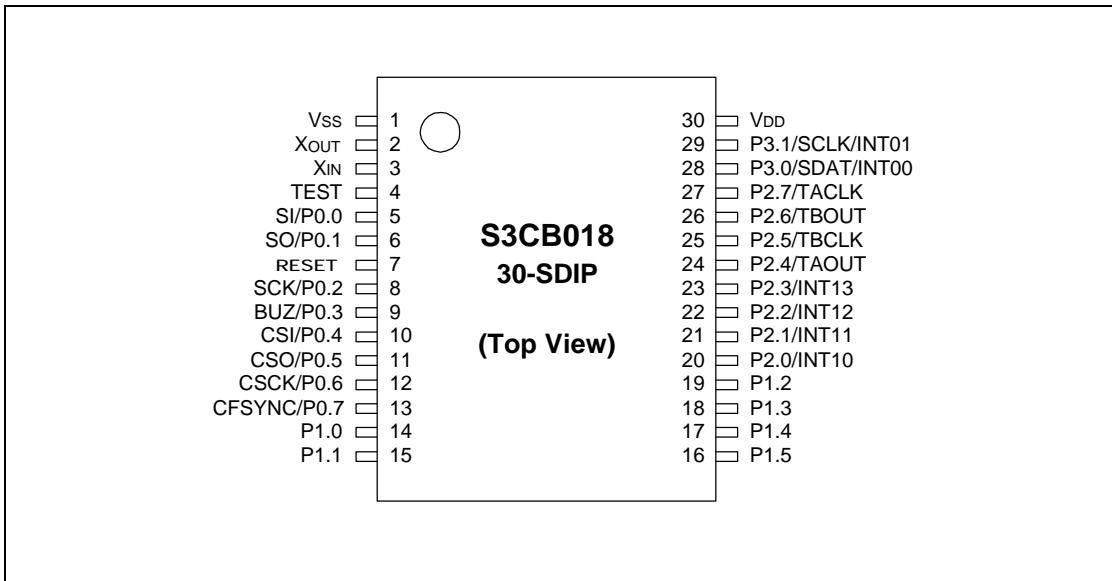 VSS 1
XOUT 2
XIN 3
TEST 4
SI/P0.0 5
SO/P0.1 6
RESET 7
SCK/P0.2 8
BUZ/P0.3 9
CSI/P0.4 10
CSO/P0.5 11
CSCK/P0.6 12
CFSYNC/P0.7 13
P1.0 14
P1.1 15
S3CB018
30-SDIP
(Top View)
30 VDD
29 P3.1/SCLK/INT01
28 P3.0/SDAT/INT00
27 P2.7/TACLK
26 P2.6/TBOUT
25 P2.5/TBCLK
24 P2.4/TAOUT
23 P2.3/INT13
22 P2.2/INT12
21 P2.1/INT11
20 P2.0/INT10
19 P1.2
18 P1.3
17 P1.4
16 P1.5